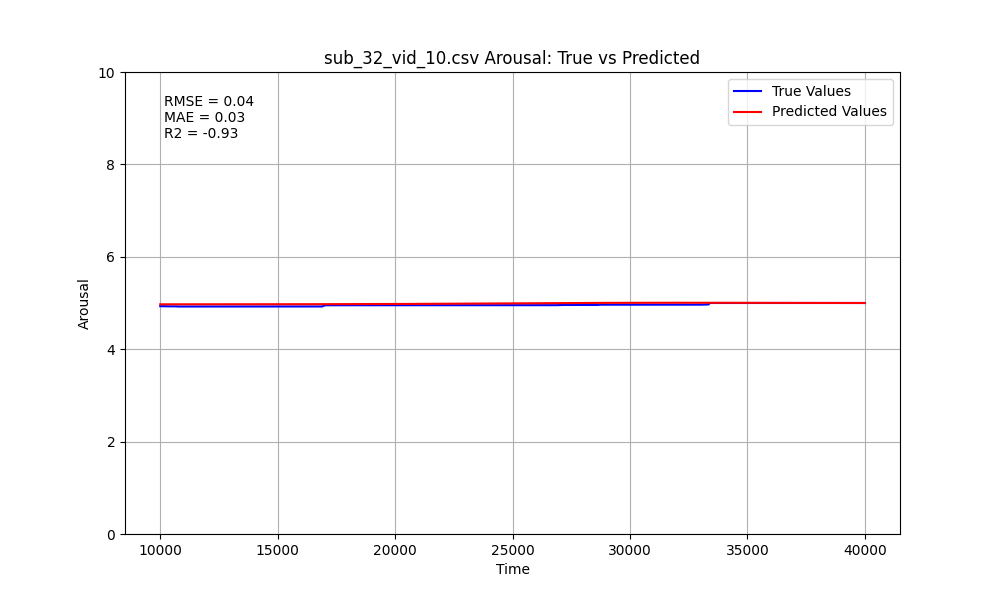 sub_32_vid_10.csv Arousal: True vs Predicted
10
8
6
4
2
0
Arousal
RMSE = 0.04
MAE = 0.03
R2 = -0.93
True Values
Predicted Values
10000 15000 20000 25000 30000 35000 40000
Time